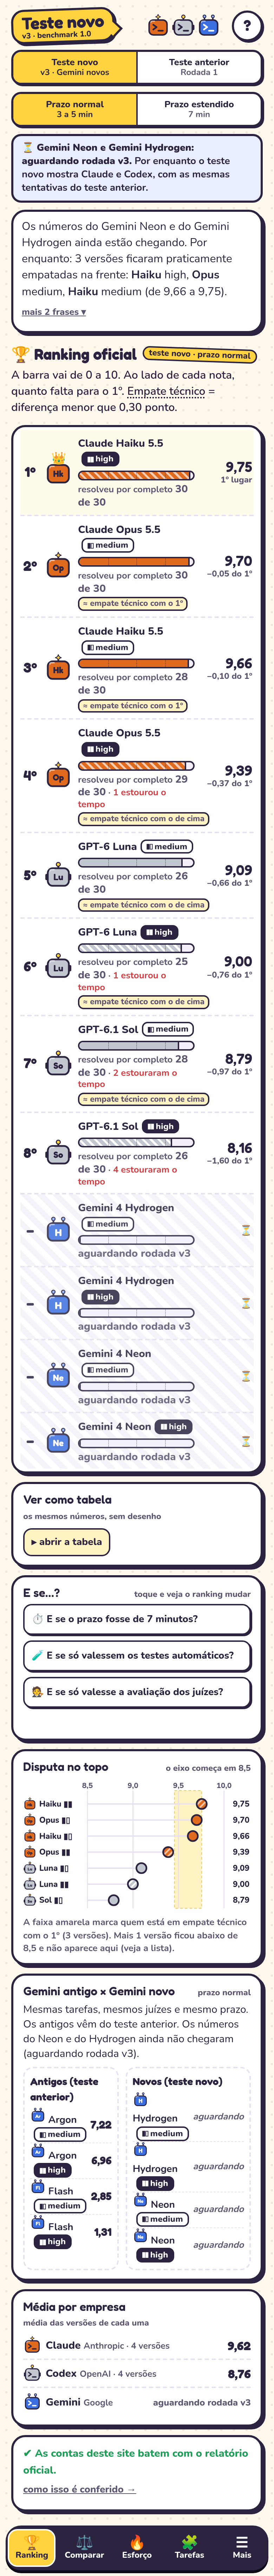 Teste novo
v3 · benchmark 1.0
?
Teste novo
v3 · Gemini novos
Teste anterior
Rodada 1
Prazo normal
3 a 5 min
Prazo estendido
7 min
⏳ Gemini Neon e Gemini Hydrogen:
aguardando rodada v3. Por enquanto o teste
novo mostra Claude e Codex, com as mesmas
tentativas do teste anterior.
Os números do Gemini Neon e do Gemini
Hydrogen ainda estão chegando. Por
enquanto: 3 versões ficaram praticamente
empatadas na frente: Haiku high, Opus
medium, Haiku medium (de 9,66 a 9,75).
mais 2 frases ▾
🏆 Ranking oficial
teste novo · prazo normal
A barra vai de 0 a 10. Ao lado de cada nota,
quanto falta para o 1º. Empate técnico =
diferença menor que 0,30 ponto.
1º
Hk
Claude Haiku 5.5
high
resolveu por completo 30
de 30
9,75
1º lugar
2º
Op
Claude Opus 5.5
medium
resolveu por completo 30
de 30
≈ empate técnico com o 1º
9,70
−0,05 do 1º
3º
Hk
Claude Haiku 5.5
medium
resolveu por completo 28
de 30
≈ empate técnico com o 1º
9,66
−0,10 do 1º
4º
Op
Claude Opus 5.5
high
resolveu por completo 29
de 30 · 1 estourou o
tempo
≈ empate técnico com o de cima
9,39
−0,37 do 1º
5º
Lu
GPT-6 Luna medium
resolveu por completo 26
de 30
≈ empate técnico com o de cima
9,09
−0,66 do 1º
6º
Lu
GPT-6 Luna high
resolveu por completo 25
de 30 · 1 estourou o
tempo
≈ empate técnico com o de cima
9,00
−0,76 do 1º
7º
So
GPT-6.1 Sol medium
resolveu por completo 28
de 30 · 2 estouraram o
tempo
≈ empate técnico com o de cima
8,79
−0,97 do 1º
8º
So
GPT-6.1 Sol high
resolveu por completo 26
de 30 · 4 estouraram o
tempo
8,16
−1,60 do 1º
–
H
Gemini 4 Hydrogen
medium
aguardando rodada v3
⏳
–
H
Gemini 4 Hydrogen
high
aguardando rodada v3
⏳
–
Ne
Gemini 4 Neon
medium
aguardando rodada v3
⏳
–
Ne
Gemini 4 Neon high
aguardando rodada v3
⏳
Ver como tabela
os mesmos números, sem desenho
▸ abrir a tabela
E se...?
toque e veja o ranking mudar
⏱️ E se o prazo fosse de 7 minutos?
🧪 E se só valessem os testes automáticos?
🧑‍⚖️ E se só valesse a avaliação dos juízes?
Disputa no topo
o eixo começa em 8,5
8,5 9,0 9,5 10,0
Haiku 9,75
Opus 9,70
Haiku 9,66
Opus 9,39
Luna 9,09
Luna 9,00
Sol 8,79
A faixa amarela marca quem está em empate técnico
com o 1º (3 versões). Mais 1 versão ficou abaixo de
8,5 e não aparece aqui (veja a lista).
Gemini antigo × Gemini novo
prazo normal
Mesmas tarefas, mesmos juízes e mesmo prazo.
Os antigos vêm do teste anterior. Os números
do Neon e do Hydrogen ainda não chegaram
(aguardando rodada v3).
Antigos (teste
anterior)
Ar
Argon
medium
7,22
Ar
Argon
high
6,96
Fl
Flash
medium
2,85
Fl
Flash
high
1,31
Novos (teste novo)
H
Hydrogen
medium
aguardando
H
Hydrogen
high
aguardando
Ne
Neon
medium
aguardando
Ne
Neon
high
aguardando
Média por empresa
média das versões de cada uma
Claude Anthropic · 4 versões 9,62
Codex OpenAI · 4 versões 8,76
Gemini Google aguardando rodada v3
✔ As contas deste site batem com o relatório
oficial.
como isso é conferido →
Ranking
Comparar
Esforço
Tarefas
Mais